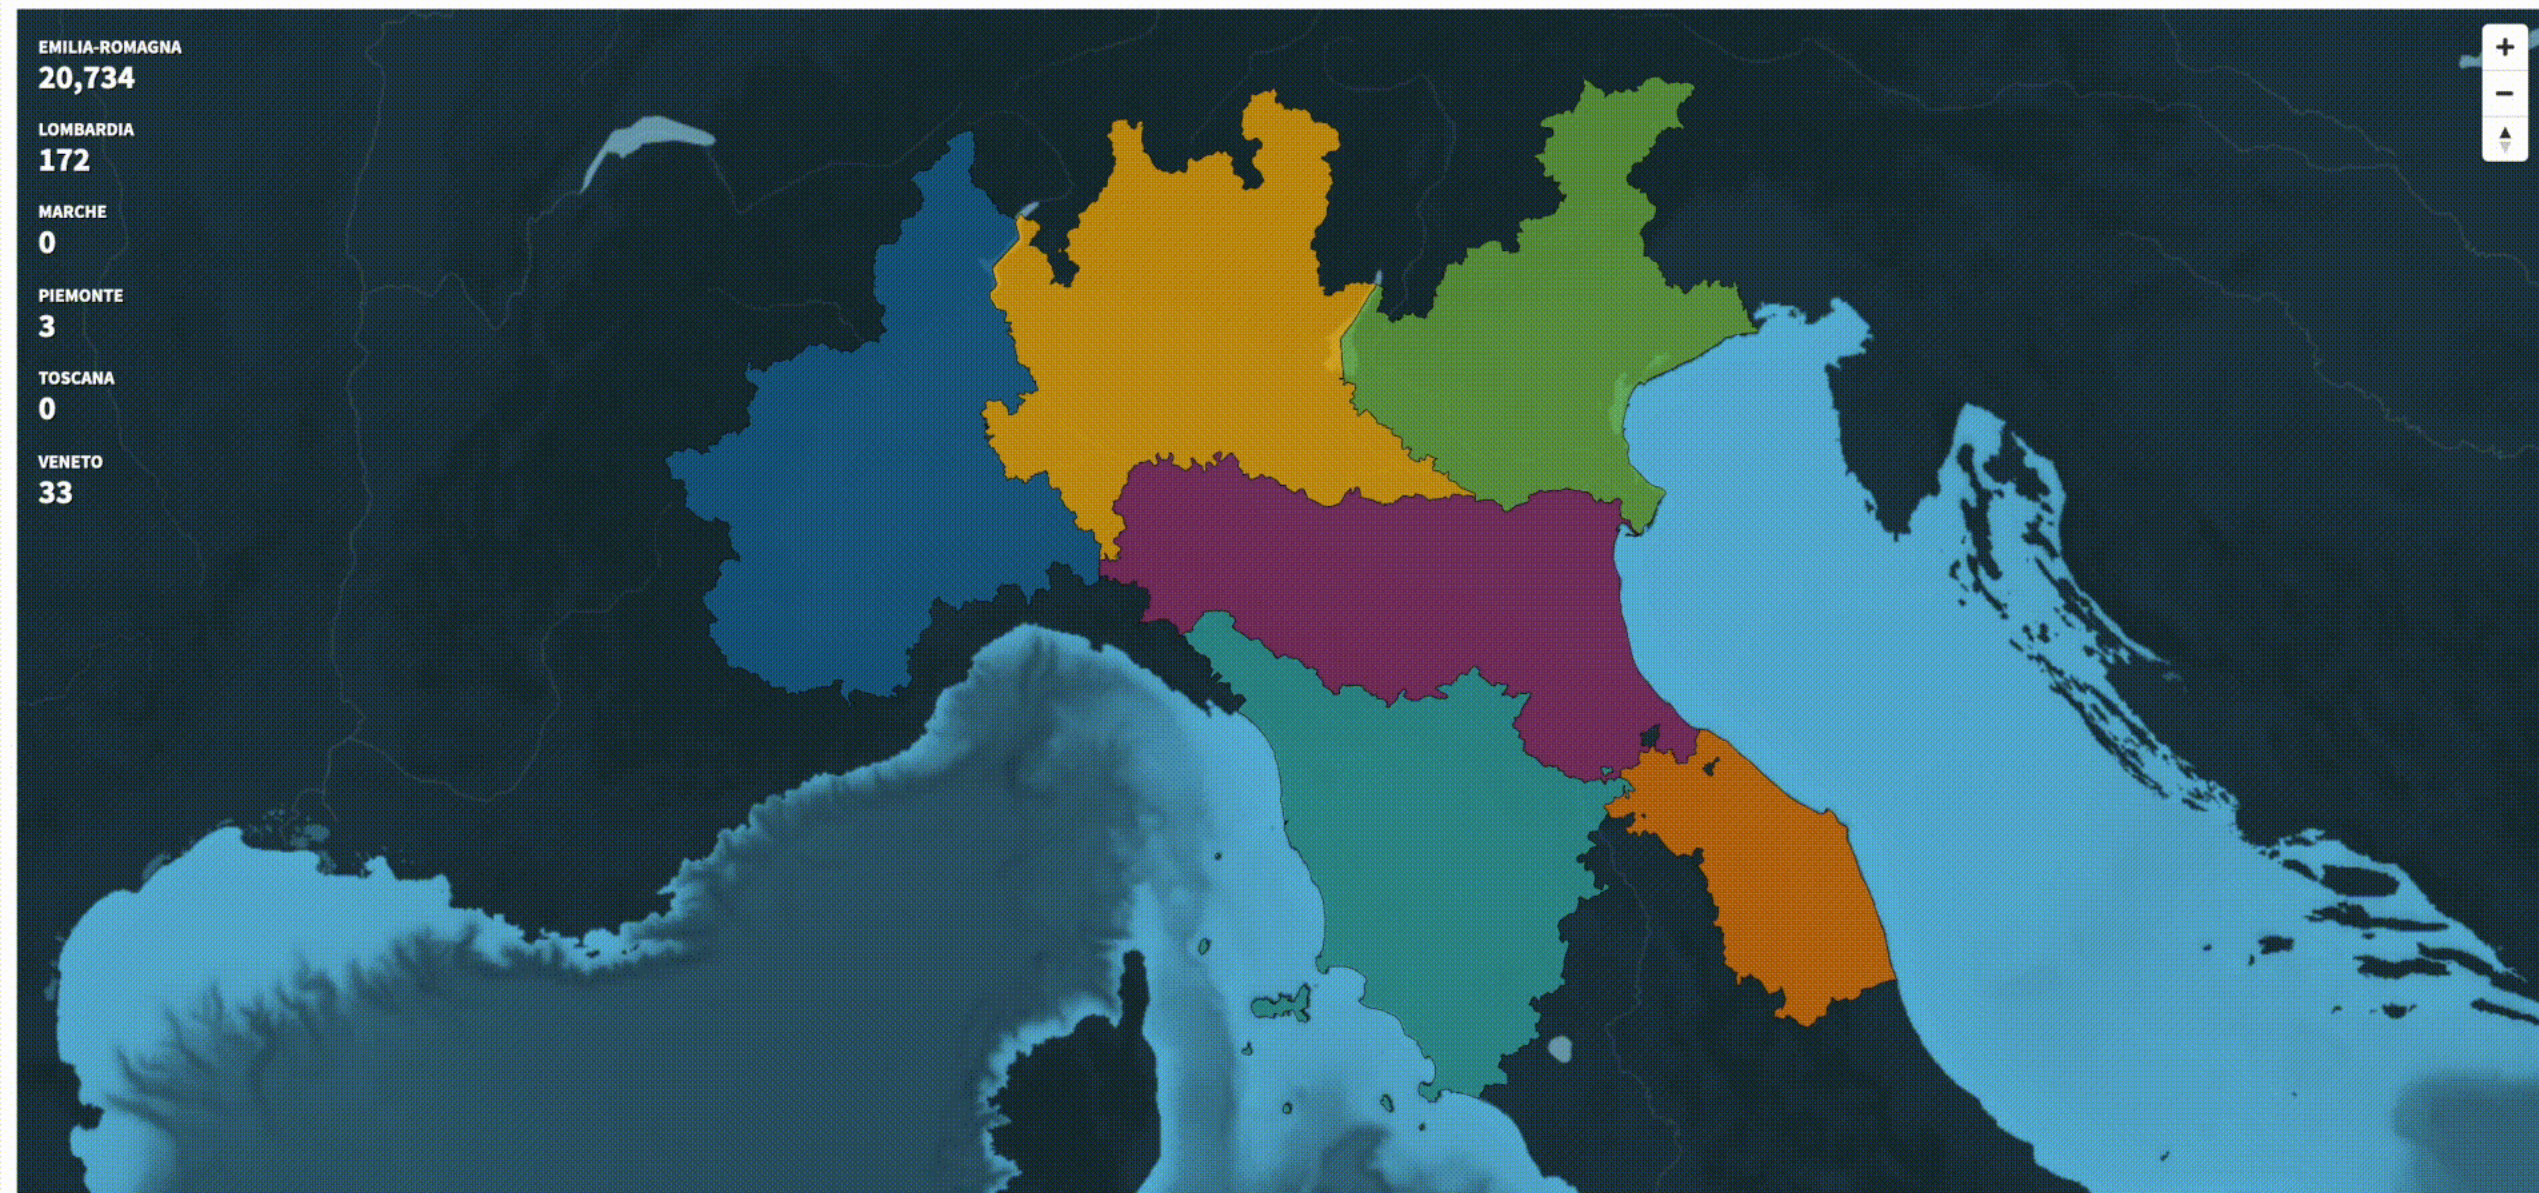 EMILIA-ROMAGNA
20,734
LOMBARDIA
172
MARCHE
0
PIEMONTE
3
TOSCANA
0
VENETO
33